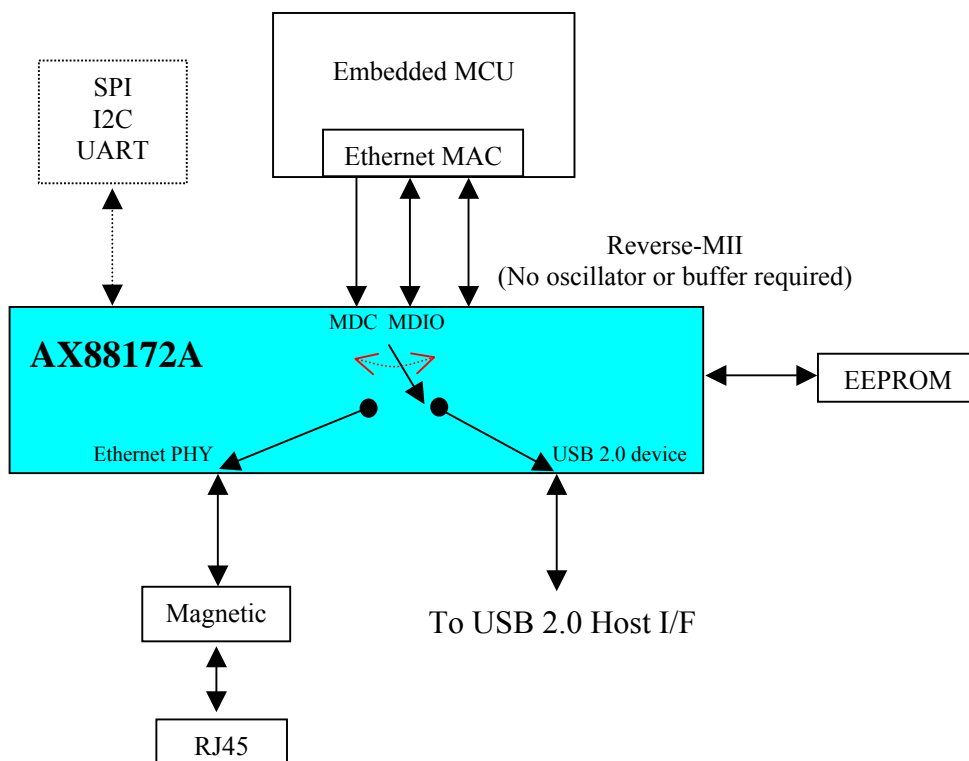 Embedded MCU
SPI
I2C
UART
Ethernet MAC
Reverse-MII
(No oscillator or buffer required)
MDC MDIO
AX88172A
EEPROM
Ethernet PHY
USB 2.0 device
Magnetic
To USB 2.0 Host I/F
RJ45